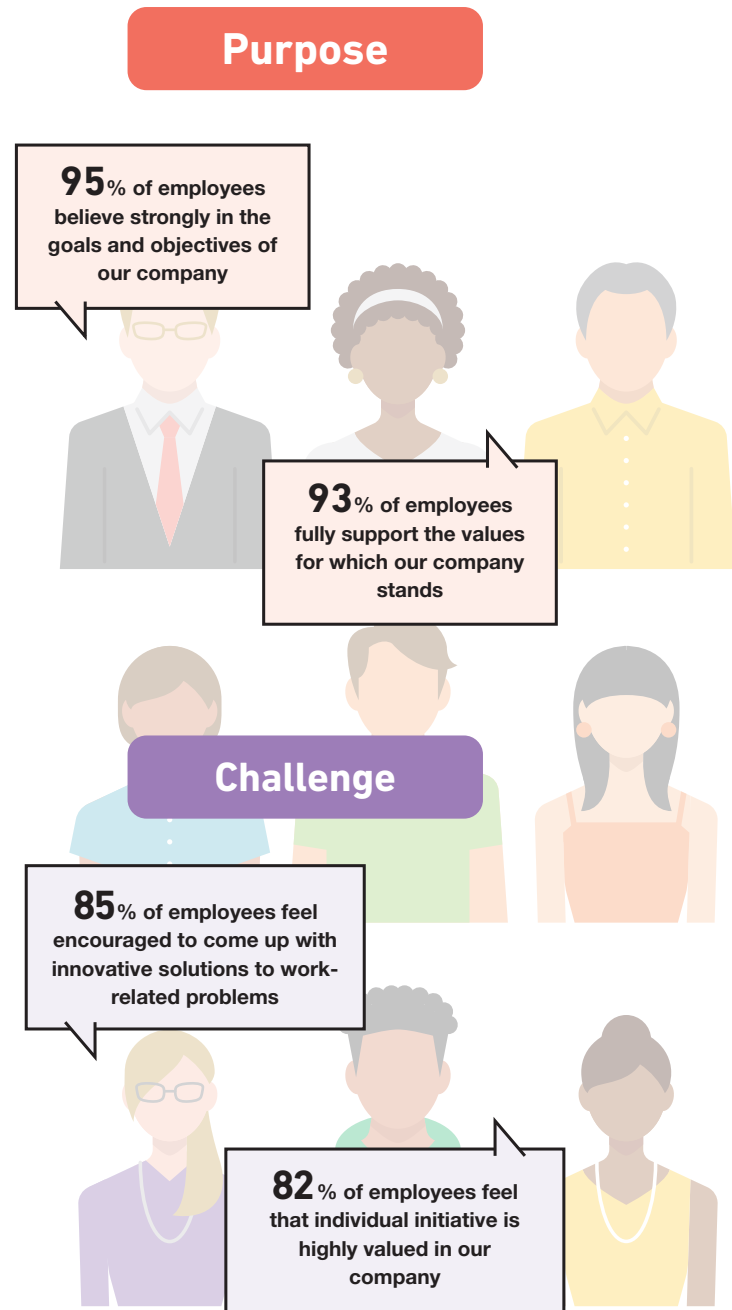 Purpose
95% of employees
believe strongly in the
goals and objectives of
our company
93% of employees
fully support the values
for which our company
stands
Challenge
85% of employees feel
encouraged to come up with
innovative solutions to work-
related problems
82% of employees feel
that individual initiative is
highly valued in our
company